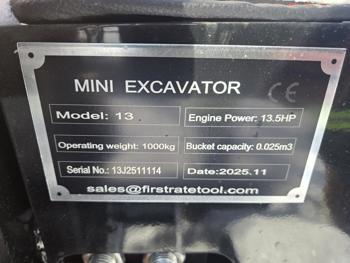 MINI EXCAVATOR CE
Model: 13 Engine Power: 13.5HP
Operating weight: 1000kg Bucket capacity: 0.025m3
Serial No.: 13J2511114 Date:2025.11
sales@firstratetool.com